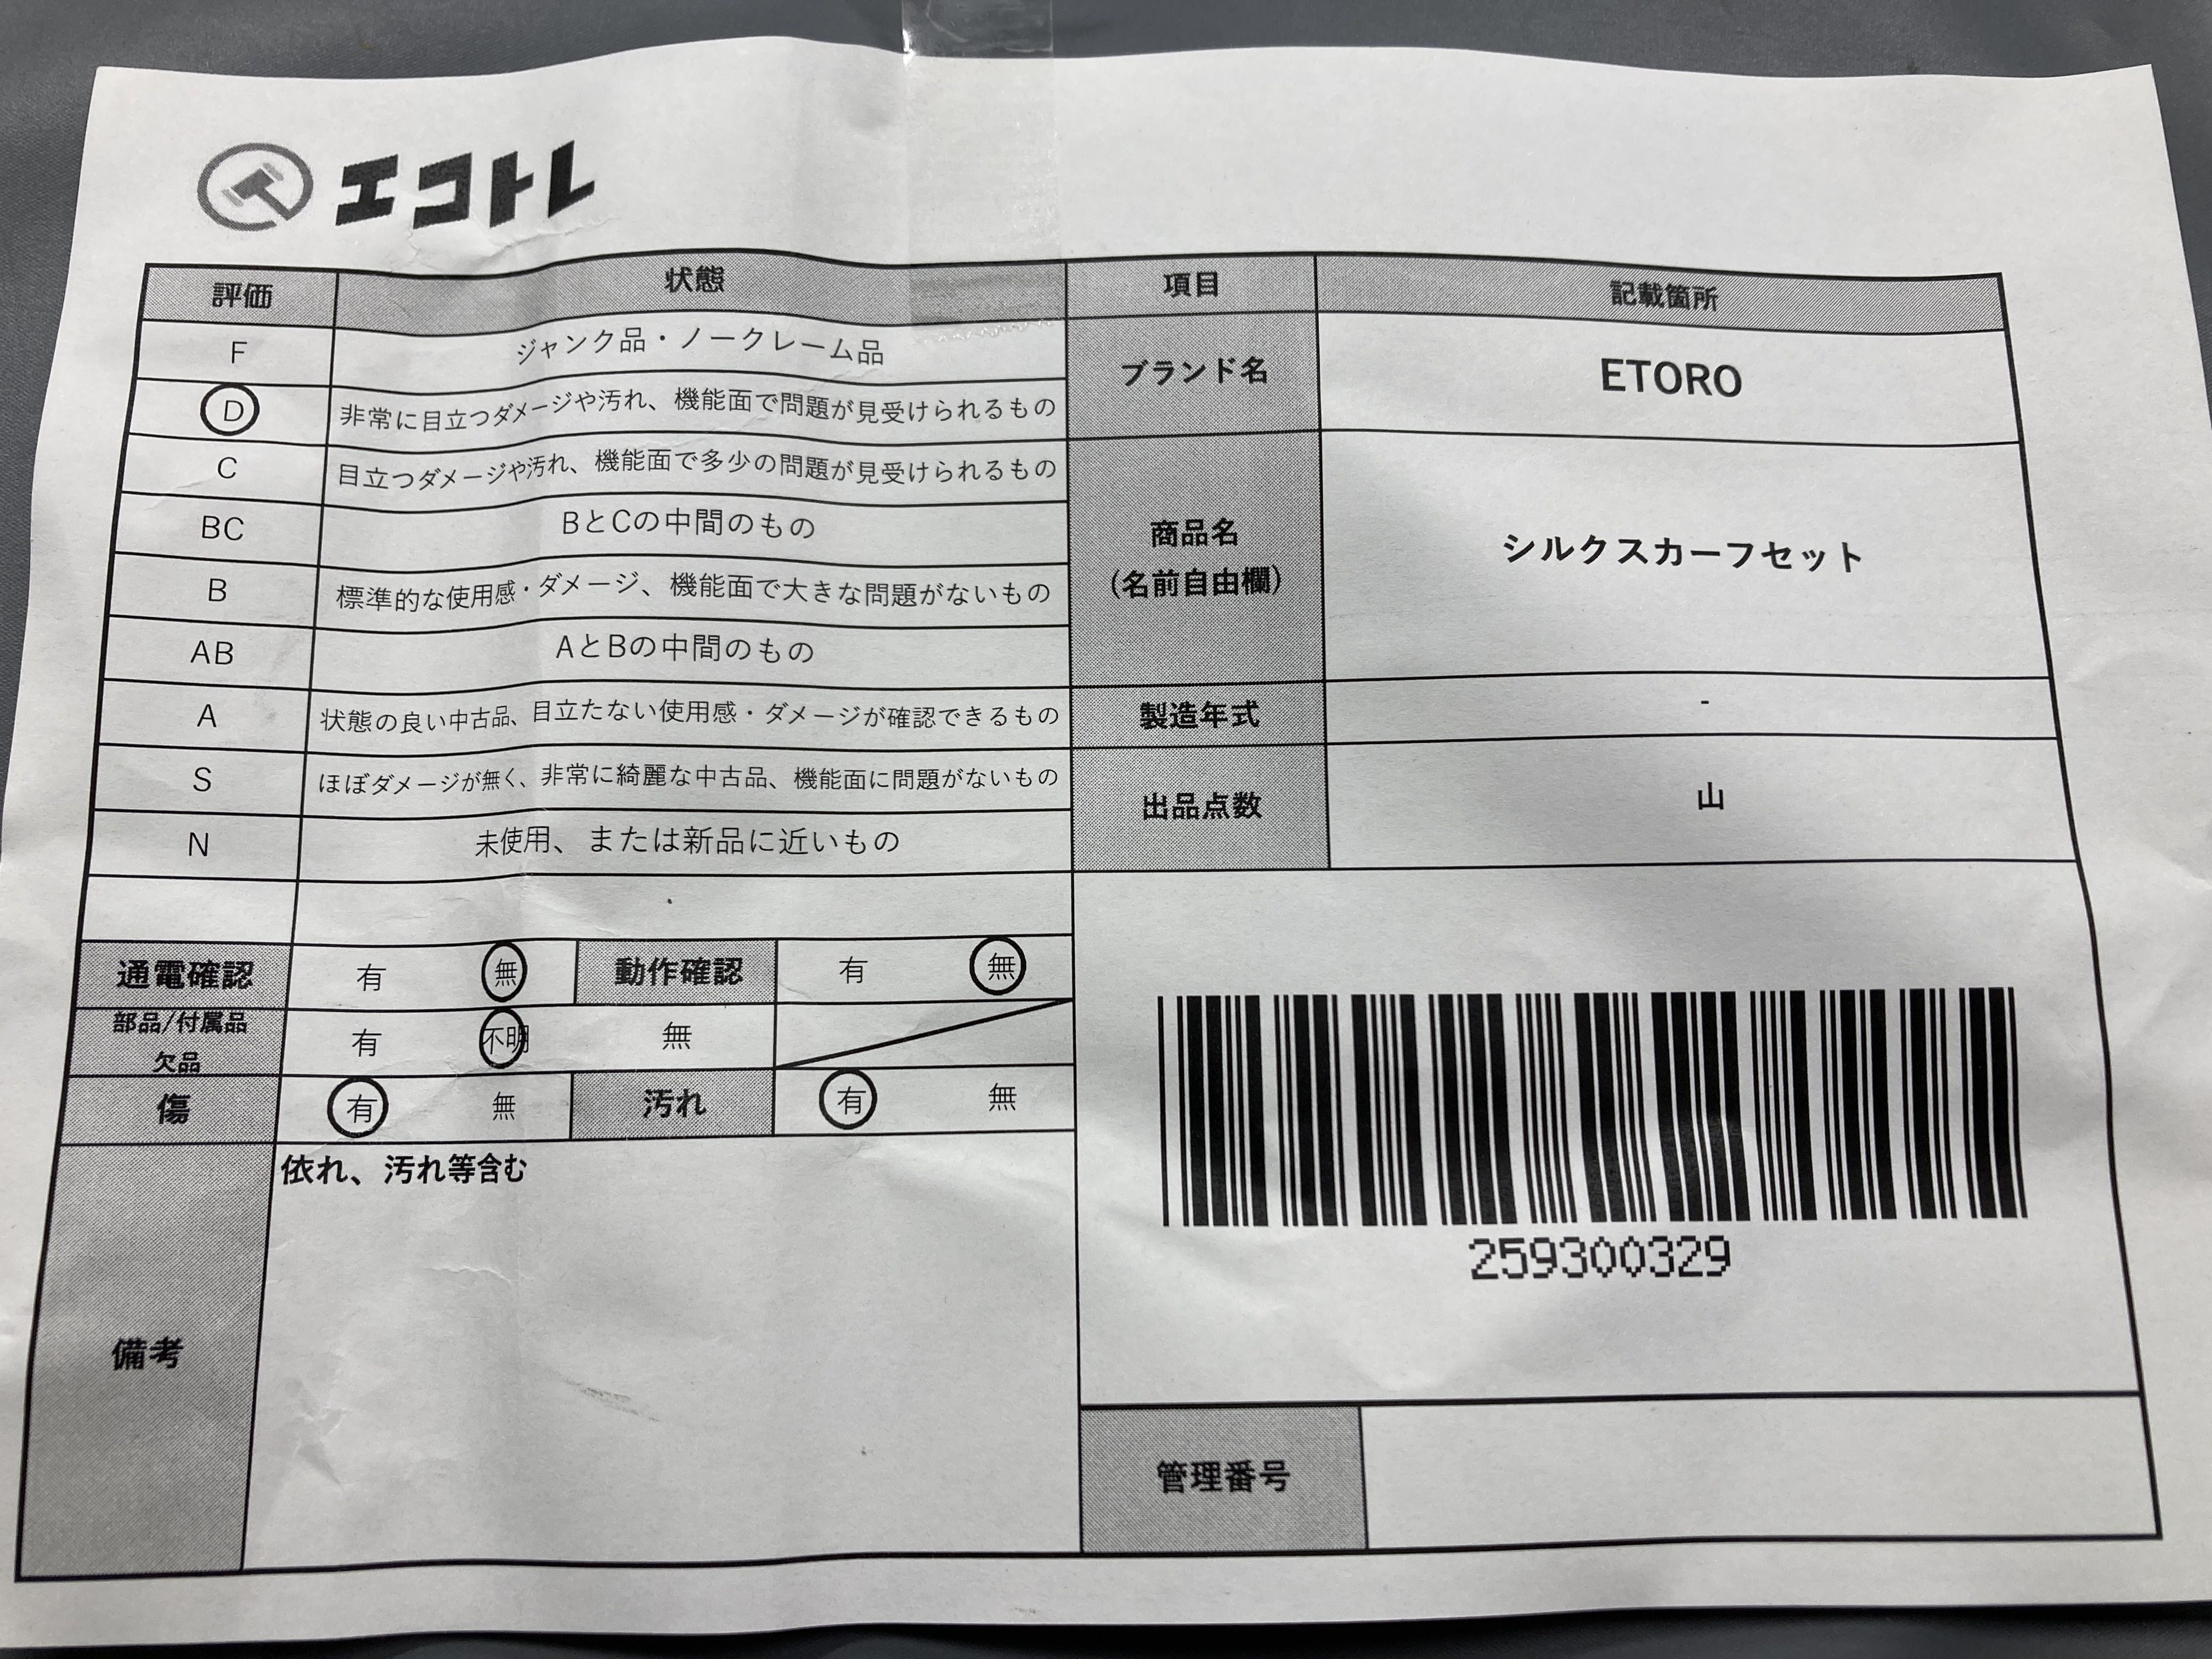 エコトレ
評価 状態
F ジャンク品・ノークレーム品
D 非常に目立つダメージや汚れ、機能面で問題が見受けられるもの
C 目立つダメージや汚れ、機能面で多少の問題が見受けられるもの
BC BとCの中間のもの
B 標準的な使用感・ダメージ、機能面で大きな問題がないもの
AB AとBの中間のもの
A 状態の良い中古品、目立たない使用感・ダメージが確認できるもの
S ほぼダメージが無く、非常に綺麗な中古品、機能面に問題がないもの
N 未使用、または新品に近いもの
通電確認 有 無 動作確認 有 無
部品/付属品
欠品 有 不明 無
傷 有 無 汚れ 有 無
備考 依れ、汚れ等含む
項目 記載箇所
ブランド名 ETORO
商品名
(名前自由欄) シルクスカーフセット
製造年式 -
出品点数 山
259300329
管理番号